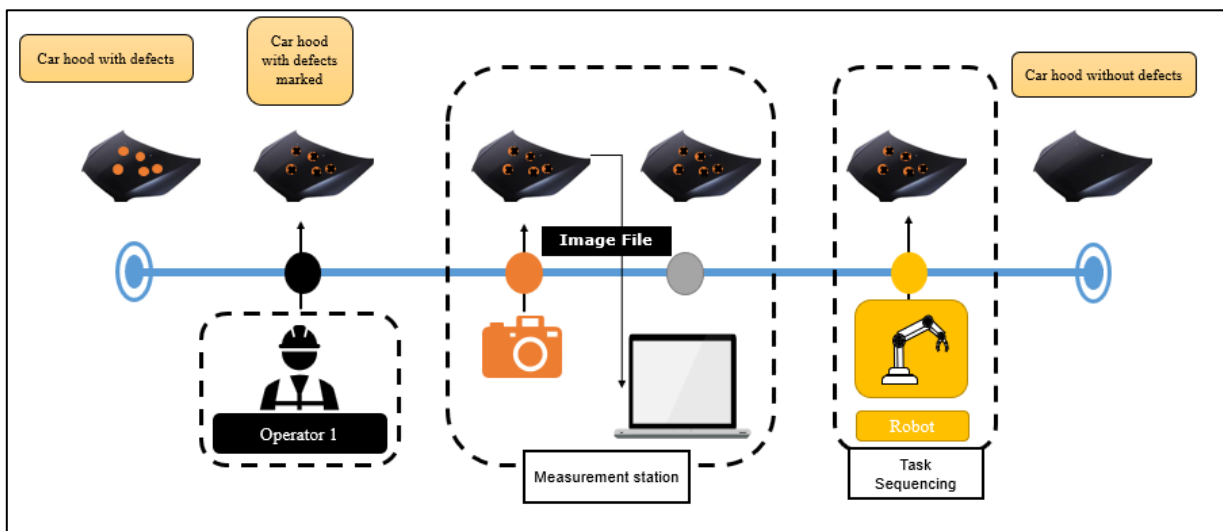 Car hood with defects
Car hood
with defects
marked
Car hood without defects
Image File
Operator 1
Robot
Measurement station
Task
Sequencing